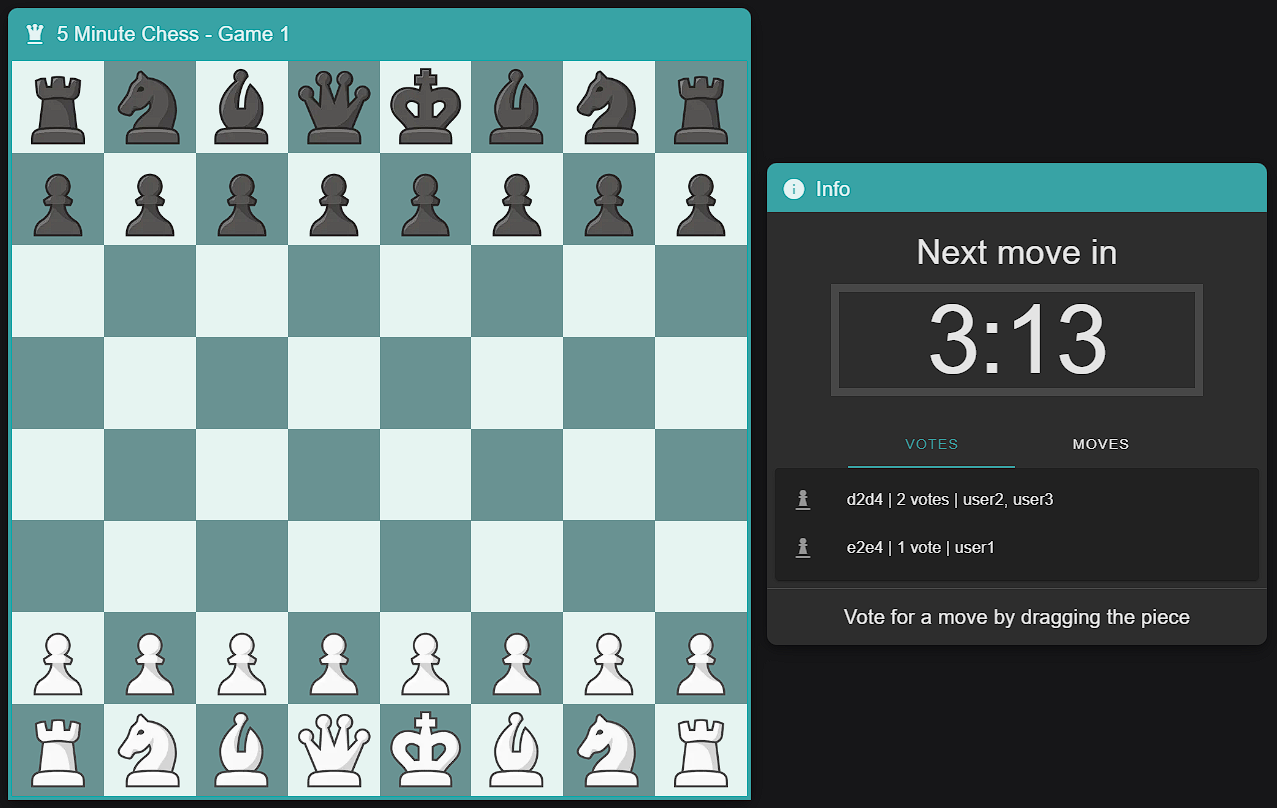 5 Minute Chess - Game 1
Info
Next move in
3:13
VOTES MOVES
d2d4 | 2 votes | user2, user3
e2e4 | 1 vote | user1
Vote for a move by dragging the piece